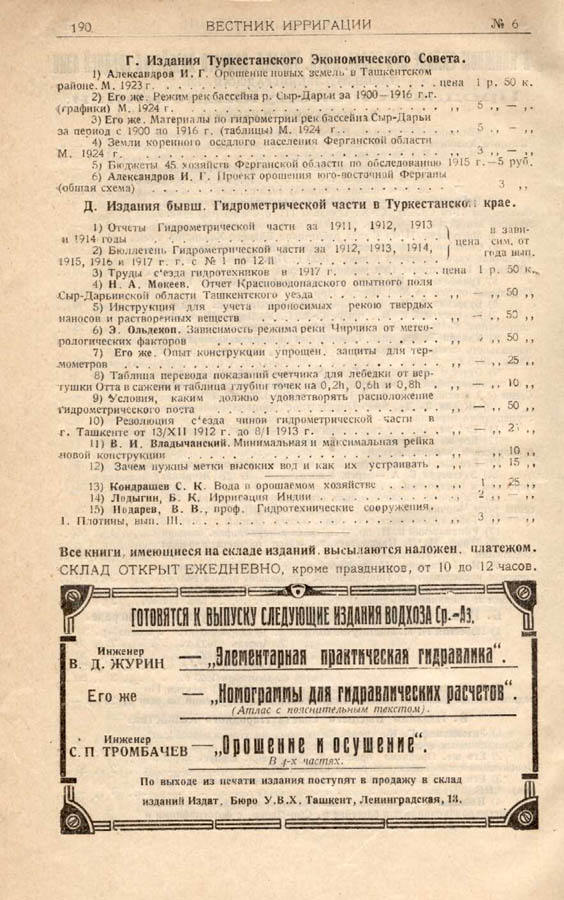 190
ВЕСТНИК ИРРИГАЦИИ
№ 6
Г. Издания Туркестанского Экономического Совета.
1) Александров И. Г. Орошение новых земель в Ташкентском
районе. М. 1923 г. . . . цена 1 р. 50 к.
2) Его же. Режим рек бассейна р. Сыр-Дарьи за 1900—1916 г.г.
(графики) М. 1924 г. . . . „ 5 „ — „
3) Его же. Материалы по гидрометрии рек бассейна Сыр-Дарьи
за период с 1900 по 1916 г. (таблицы) М. 1924 г. . . . „ 5 „ — „
4) Земли коренного оседлого населения Ферганской области
М. 1924 г. . . . „ 3 „ — „
5) Бюджеты 45 хозяйств Ферганской области по обследованию 1915 г.—5 руб.
6) Александров И. Г. Проект орошения юго-восточной Ферганы
(общая схема) . . . 3 „
Д. Издания бывш. Гидрометрической части в Туркестанском крае.
1) Отчеты Гидрометрической части за 1911, 1912, 1913
и 1914 годы . . .
2) Бюллетень Гидрометрической части за 1912, 1913, 1914,
1915, 1916 и 1917 г. г. с № 1 по 12
цена
в зави-
сим. от
года вып.
3) Труды с‘езда гидротехников в 1917 г. . . . цена 1 р. 50 к.
4) Н. А. Мокеев. Отчет Красноводопадского опытного поля
Сыр-Дарьинской области Ташкентского уезда . . . „ — „ 50 „
5) Инструкция для учета проносимых рекою твердых
наносов и растворенных веществ . . . „ — „ 50 „
6) Э. Ольдекоп. Зависимость режима реки Чирчика от метео-
рологических факторов . . . „ 50 „
7) Его же. Опыт конструкции упрощен. защиты для тер-
мометров . . . „ — „ 25 „
8) Таблица перевода показаний счетчика для лебедки от вер-
тушки Отта в сажени и таблица глубин точек на 0,2h, 0,6h и 0,8h . „ — „ 10 „
9) Условия, каким должно удовлетворять расположение
гидрометрического поста . . . „ — „ 50 „
10) Резолюция с‘езда чинов гидрометрической части в
г. Ташкенте от 13/XII 1912 г. до 8/I 1913 г. . . . „ — „
11) В. И. Владычанский. Минимальная и максимальная рейка
новой конструкции . . . „ 10 „
12) Зачем нужны метки высоких вод и как их устраивать . „ — „ 15 „
13) Кондрашев С. К. Вода в орошаемом хозяйстве . . . „ 1 „ 25 „
14) Лодыгин, Б. К. Ирригация Индии . . . „ 2 „
15) Подарев, В. В., проф. Гидротехнические сооружения.
I. Плотины, вып. III. . . . „ 3 „
Все книги, имеющиеся на складе изданий, высылаются наложен. платежом.
СКЛАД ОТКРЫТ ЕЖЕДНЕВНО, кроме праздников, от 10 до 12 часов.
ГОТОВЯТСЯ К ВЫПУСКУ СЛЕДУЮЩИЕ ИЗДАНИЯ ВОДХОЗА Ср.-Аз.
Инженер
В. Д. ЖУРИН — „Элементарная практическая гидравлика“.
Его же — „Номограммы для гидравлических расчетов“.
(Атлас с пояснительным текстом).
Инженер
С. П. ТРОМБАЧЕВ — „Орошение и осушение“.
В 4-х частях.
По выходе из печати издания поступят в продажу в склад
изданий Издат. Бюро У.В.Х. Ташкент, Ленинградская, 18.